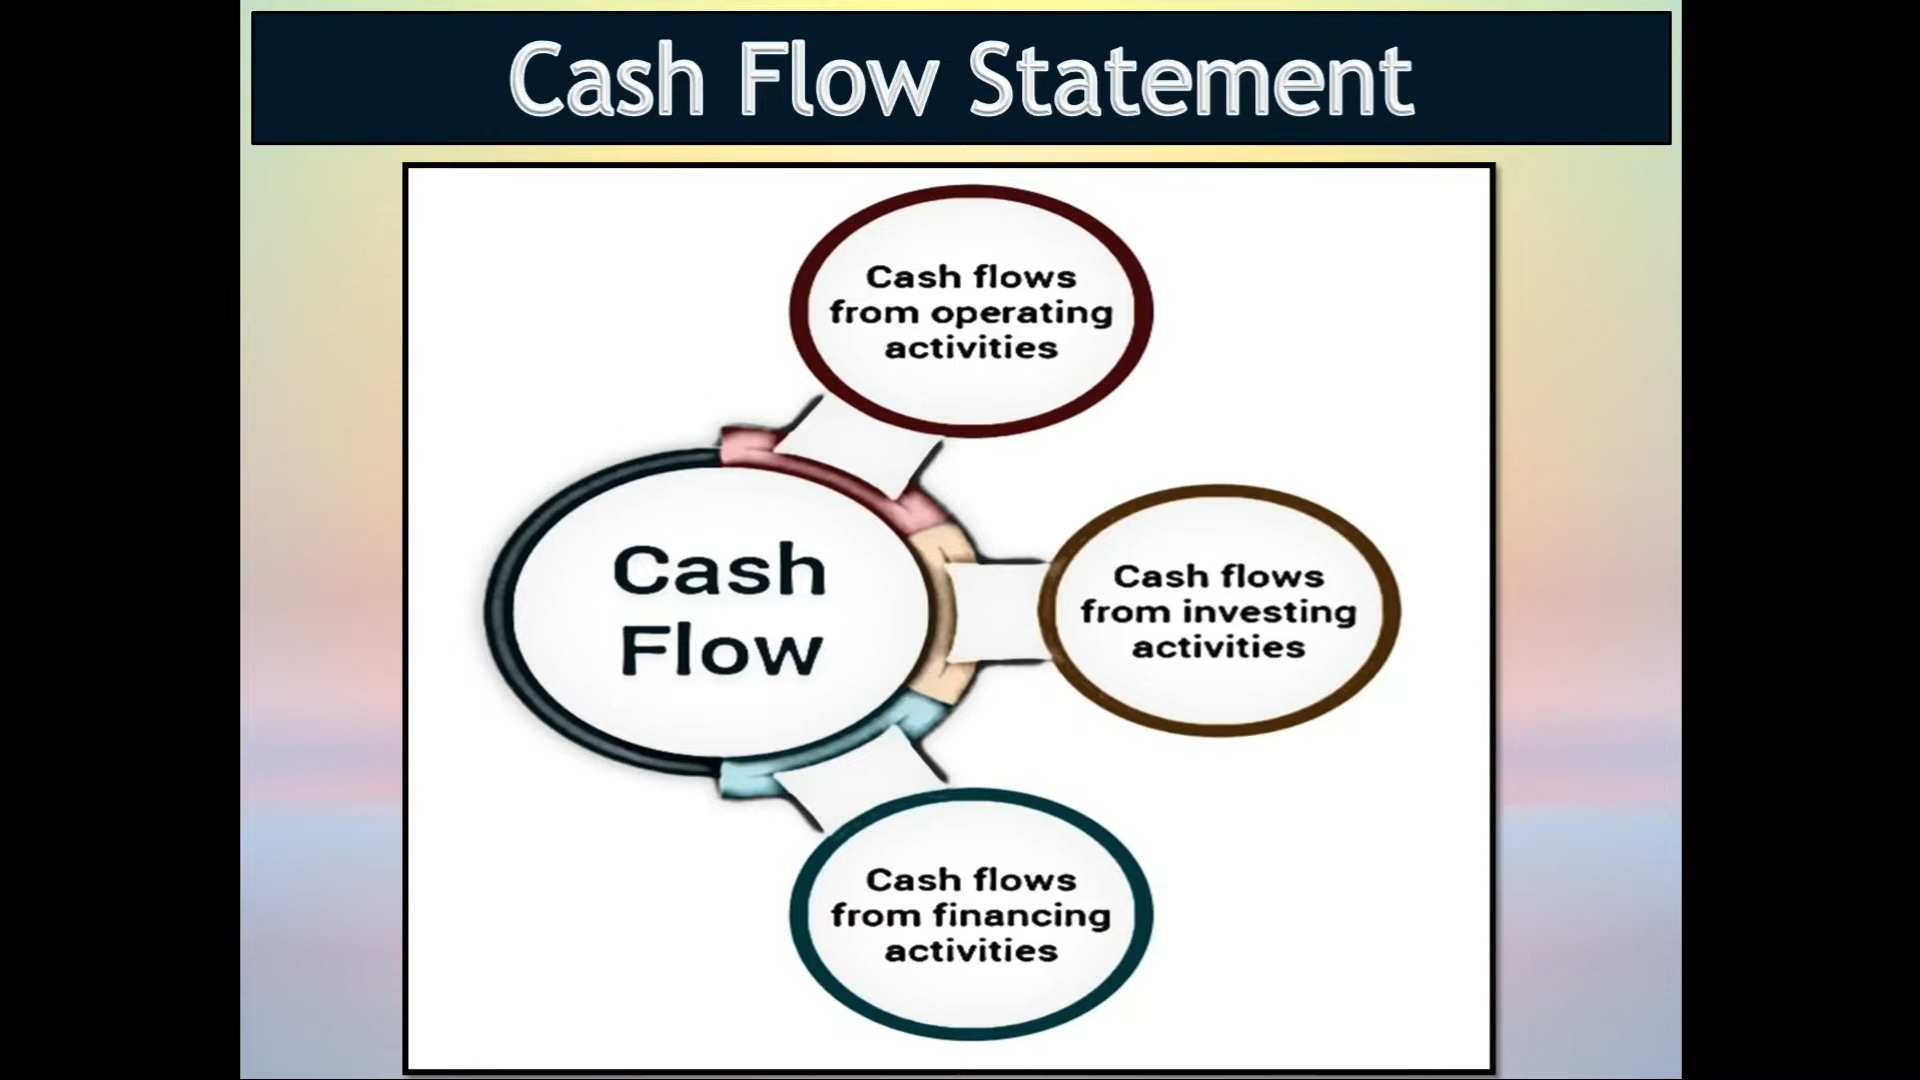 Cash Flow Statement
Cash flows
from operating
activities
Cash
Flow
Cash flows
from investing
activities
Cash flows
from financing
activities